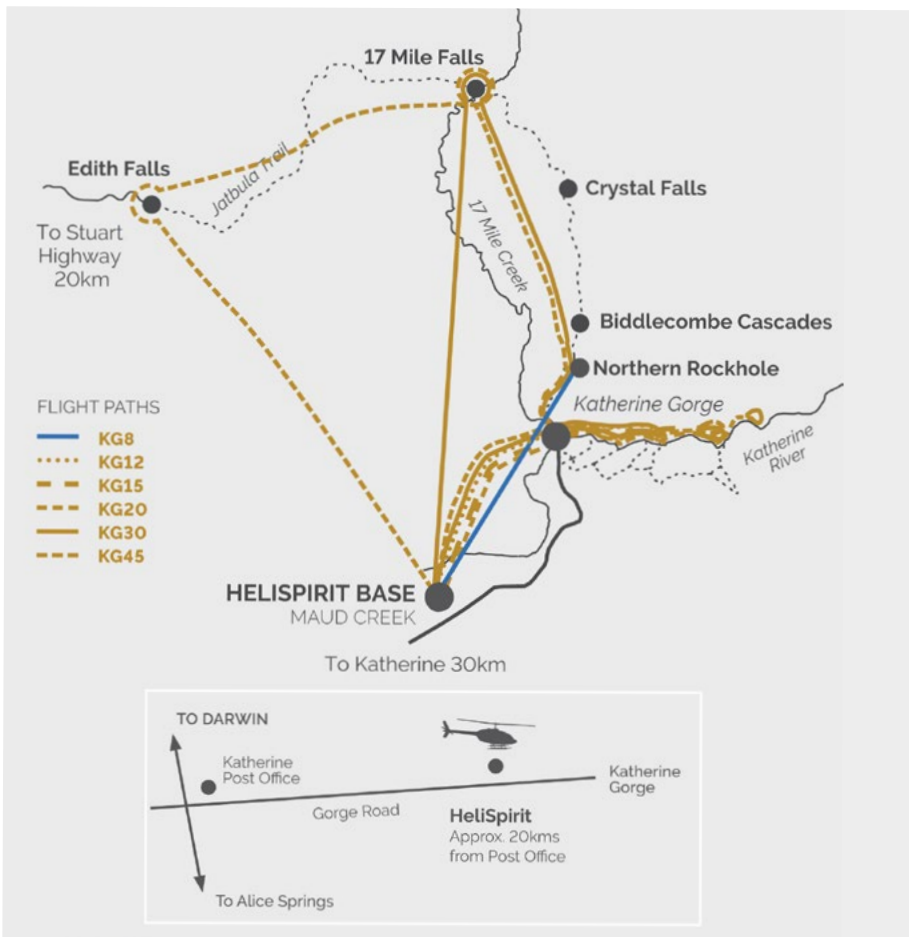 17 Mile Falls
Edith Falls
Jatbula Trail
To Stuart
Highway
20km
Crystal Falls
17 Mile Creek
Biddlecombe Cascades
Northern Rockhole
Katherine Gorge
Katherine
River
FLIGHT PATHS
KG8
KG12
KG15
KG20
KG30
KG45
HELISPIRIT BASE
MAUD CREEK
To Katherine 30km
TO DARWIN
Katherine
Post Office
Gorge Road
Katherine
Gorge
HeliSpirit
Approx. 20kms
from Post Office
To Alice Springs